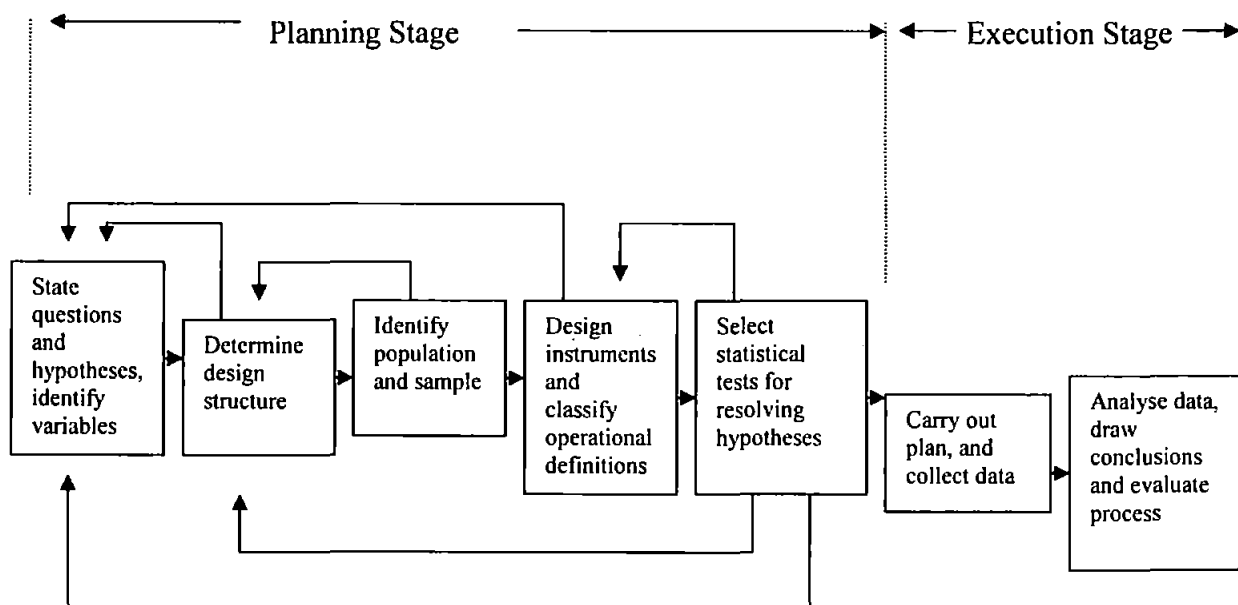 Planning Stage
Execution Stage
State
questions
and
hypotheses,
identify
variables
Determine
design
structure
Identify
population
and sample
Design
instruments
and
classify
operational
definitions
Select
statistical
tests for
resolving
hypotheses
Carry out
plan, and
collect data
Analyse data,
draw
conclusions
and evaluate
process